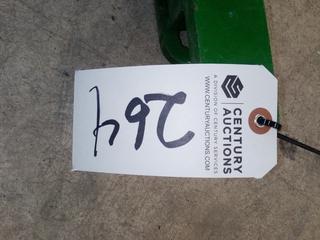 CENTURY
AUCTIONS
A DIVISION OF CENTURY SERVICES
WWW.CENTURYAUCTIONS.COM
264